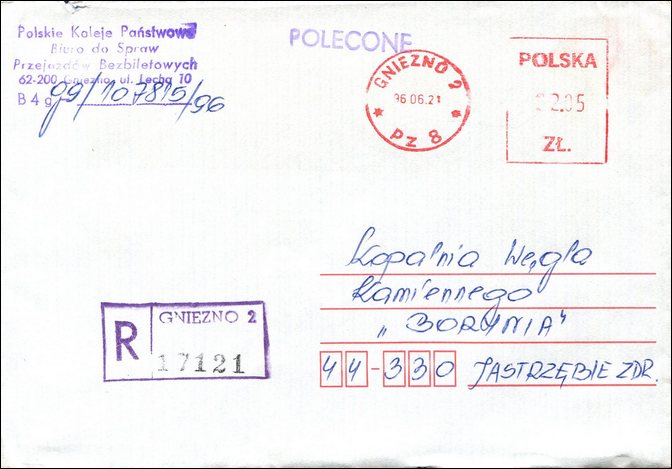 Polskie Koleje Państwowe
Biuro do Spraw
Przejazdów Bezbiletowych
62-200 Gniezno, ul. Lecha 10
B 4 g 99/107815/96
POLECONE
GNIEZNO 2
96.06.21
pz 8
POLSKA
02.05
ZŁ.
Kopalnia Węgla
Kamiennego
„BORYNIA"
44-330 JASTRZĘBIE ZDR.
R
GNIEZNO 2
17121